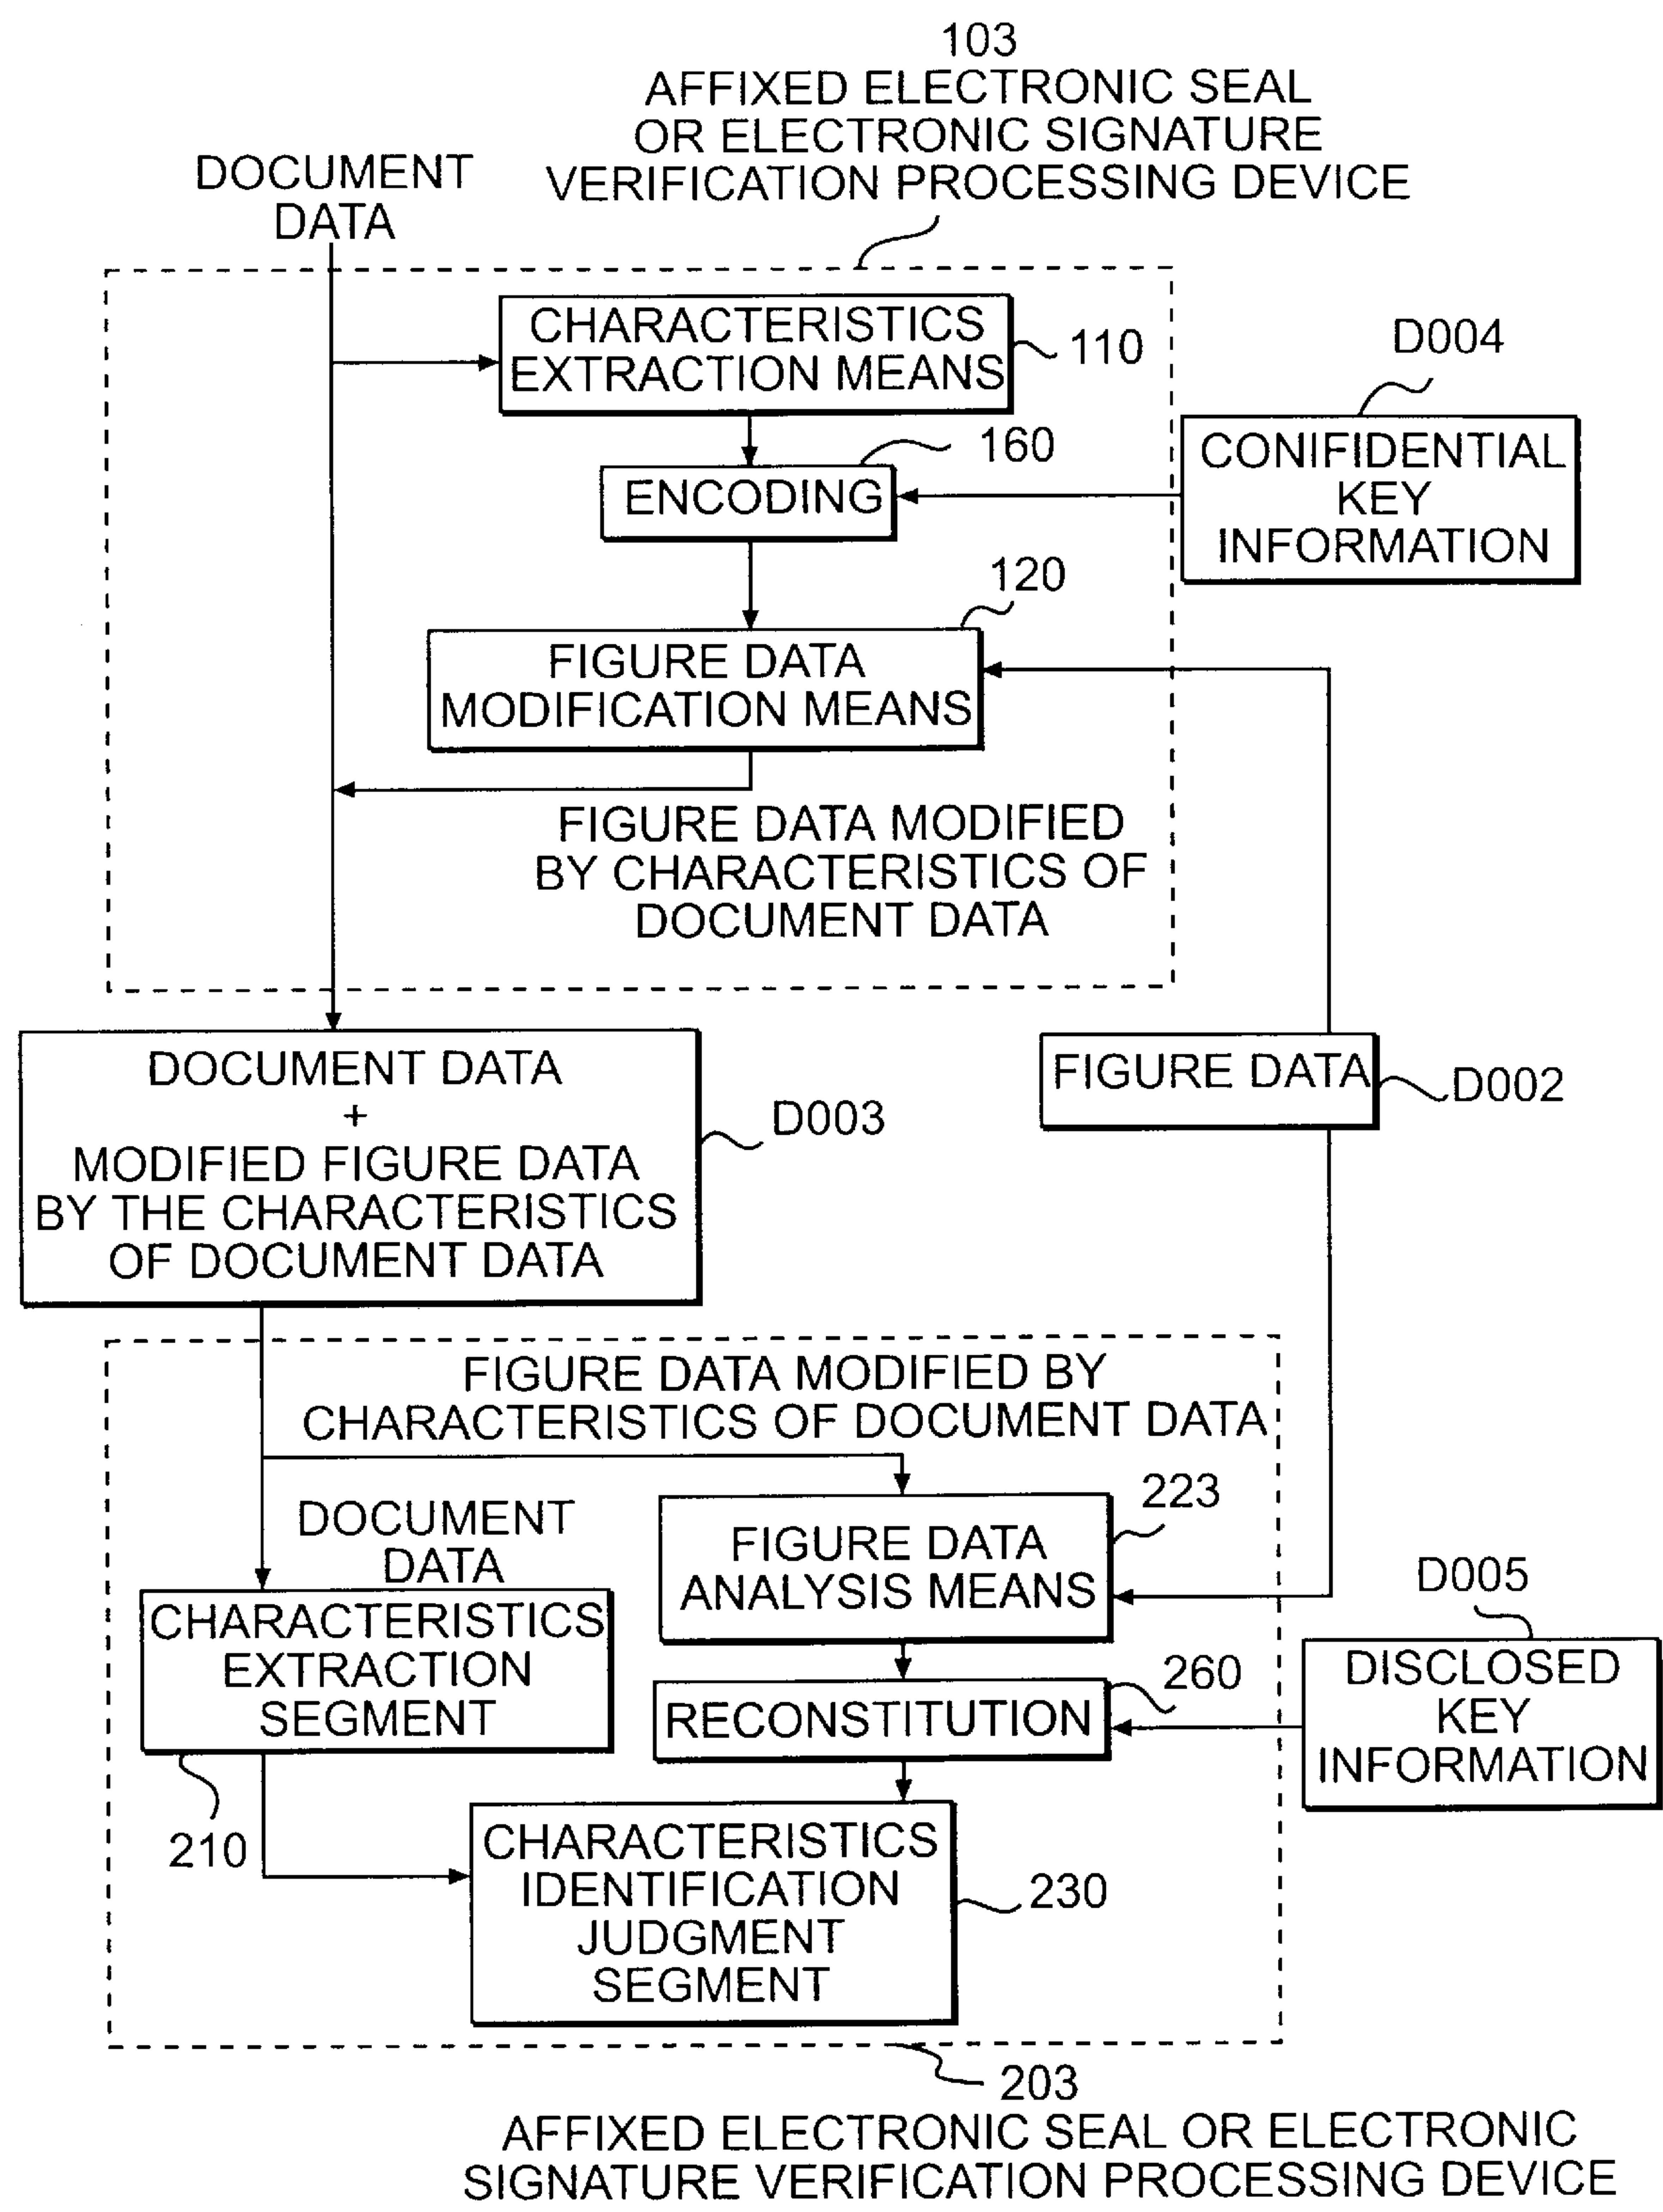 103
AFFIXED ELECTRONIC SEAL
OR ELECTRONIC SIGNATURE
VERIFICATION PROCESSING DEVICE
DOCUMENT
DATA
CHARACTERISTICS
EXTRACTION MEANS
110
D004
160
CONIFIDENTIAL
KEY
INFORMATION
ENCODING
120
FIGURE DATA
MODIFICATION MEANS
FIGURE DATA MODIFIED
BY CHARACTERISTICS OF
DOCUMENT DATA
DOCUMENT DATA
+
MODIFIED FIGURE DATA
BY THE CHARACTERISTICS
OF DOCUMENT DATA
D003
FIGURE DATA
D002
FIGURE DATA MODIFIED BY
CHARACTERISTICS OF DOCUMENT DATA
DOCUMENT
DATA
223
FIGURE DATA
ANALYSIS MEANS
D005
CHARACTERISTICS
EXTRACTION
SEGMENT
260
RECONSTITUTION
DISCLOSED
KEY
INFORMATION
210
CHARACTERISTICS
IDENTIFICATION
JUDGMENT
SEGMENT
230
203
AFFIXED ELECTRONIC SEAL OR ELECTRONIC
SIGNATURE VERIFICATION PROCESSING DEVICE